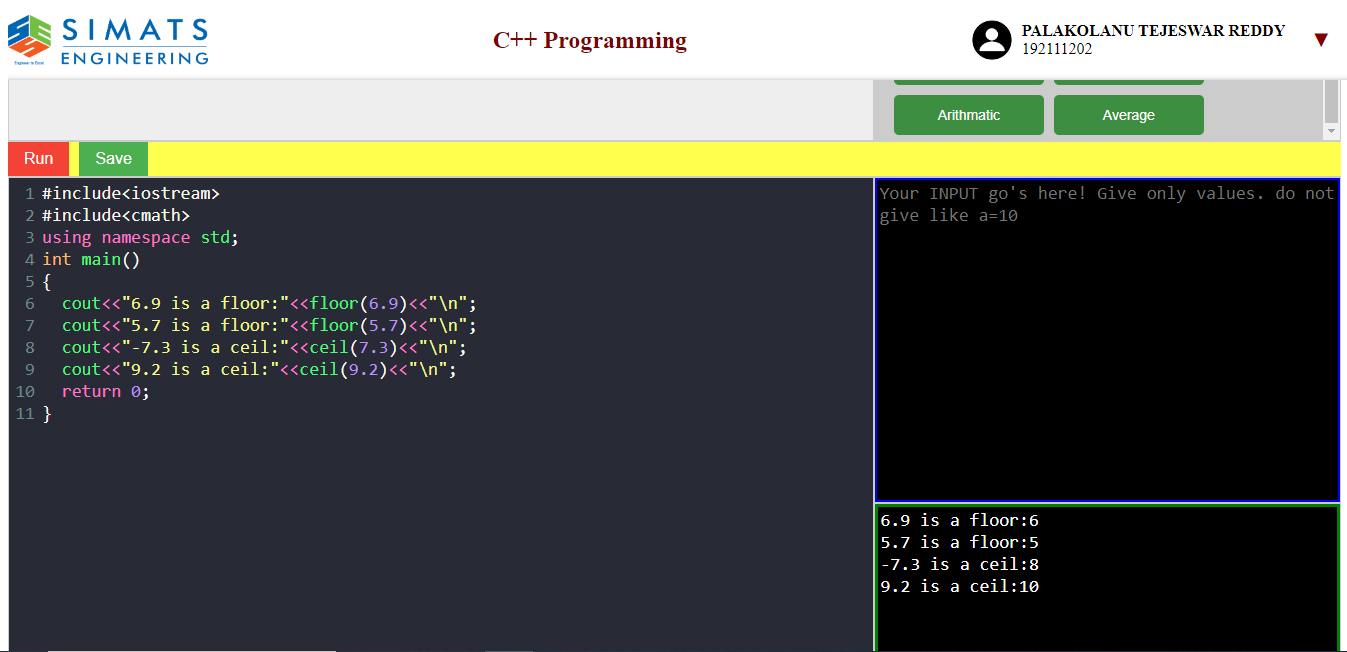 SIMATS
ENGINEERING
Engineer to Excel
C++ Programming
PALAKOLANU TEJESWAR REDDY
192111202
▼
Arithmatic
Average
Run
Save
1 #include<iostream>
2 #include<cmath>
3 using namespace std;
4 int main()
5 {
6 cout<<"6.9 is a floor:"<<floor(6.9)<<"\n";
7 cout<<"5.7 is a floor:"<<floor(5.7)<<"\n";
8 cout<<"-7.3 is a ceil:"<<ceil(7.3)<<"\n";
9 cout<<"9.2 is a ceil:"<<ceil(9.2)<<"\n";
10 return 0;
11 }
Your INPUT go's here! Give only values. do not
give like a=10
6.9 is a floor:6
5.7 is a floor:5
-7.3 is a ceil:8
9.2 is a ceil:10